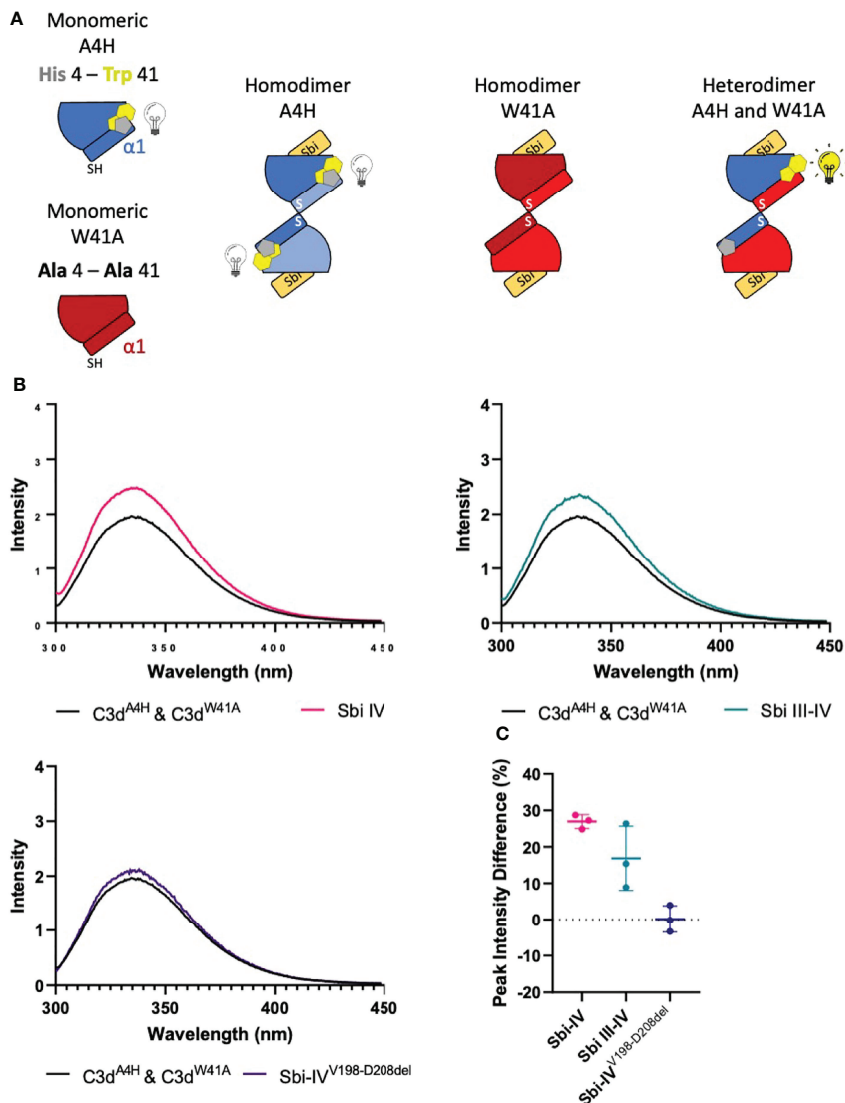 A
Monomeric
A4H
His 4 – Trp 41
α1
SH
Monomeric
W41A
Ala 4 – Ala 41
α1
SH
Homodimer
A4H
Sbi
S
S
Sbi
Homodimer
W41A
Sbi
S
S
Sbi
Heterodimer
A4H and W41A
Sbi
S
S
Sbi
B
4
3
2
1
0
Intensity
300
350
400
450
Wavelength (nm)
C3d^A4H & C3d^W41A
Sbi IV
4
3
2
1
0
Intensity
300
350
400
450
Wavelength (nm)
C3d^A4H & C3d^W41A
Sbi III-IV
4
3
2
1
0
Intensity
300
350
400
450
Wavelength (nm)
C3d^A4H & C3d^W41A
Sbi-IV^V198-D208del
C
40
30
20
10
0
-10
-20
Peak Intensity Difference (%)
Sbi-IV
Sbi III-IV
Sbi-IV^V198-D208del